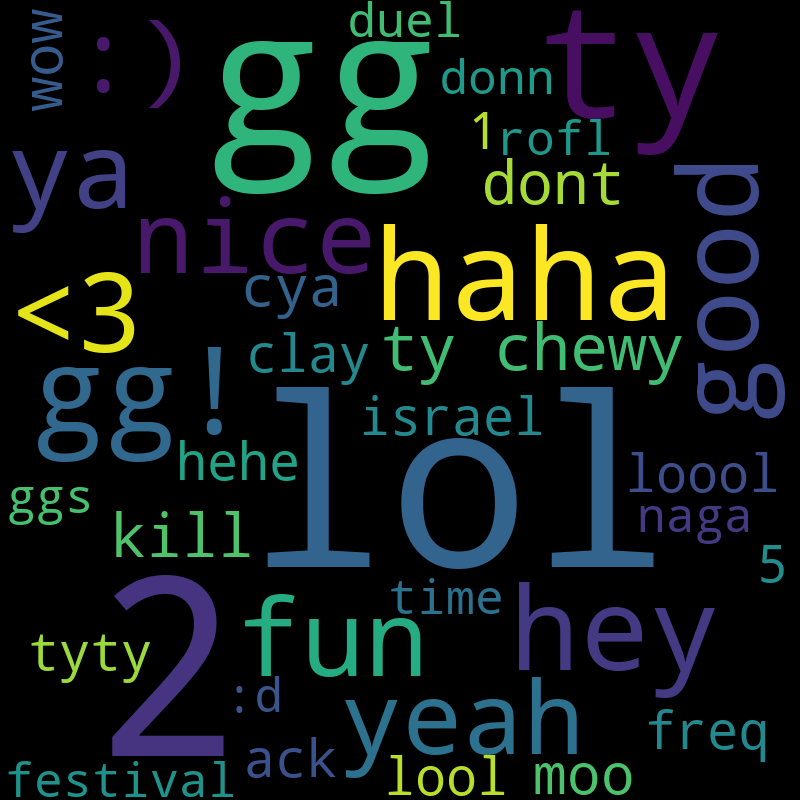 wow
:)
gg
duel
ty
donn
1
rofl
ya
dont
good
nice
haha
<3
cya
clay
ty chewy
gg!
lol
israel
hehe
loool
ggs
naga
kill
5
2
time
fun
hey
tyty
:d
yeah
freq
ack
festival
lool
moo